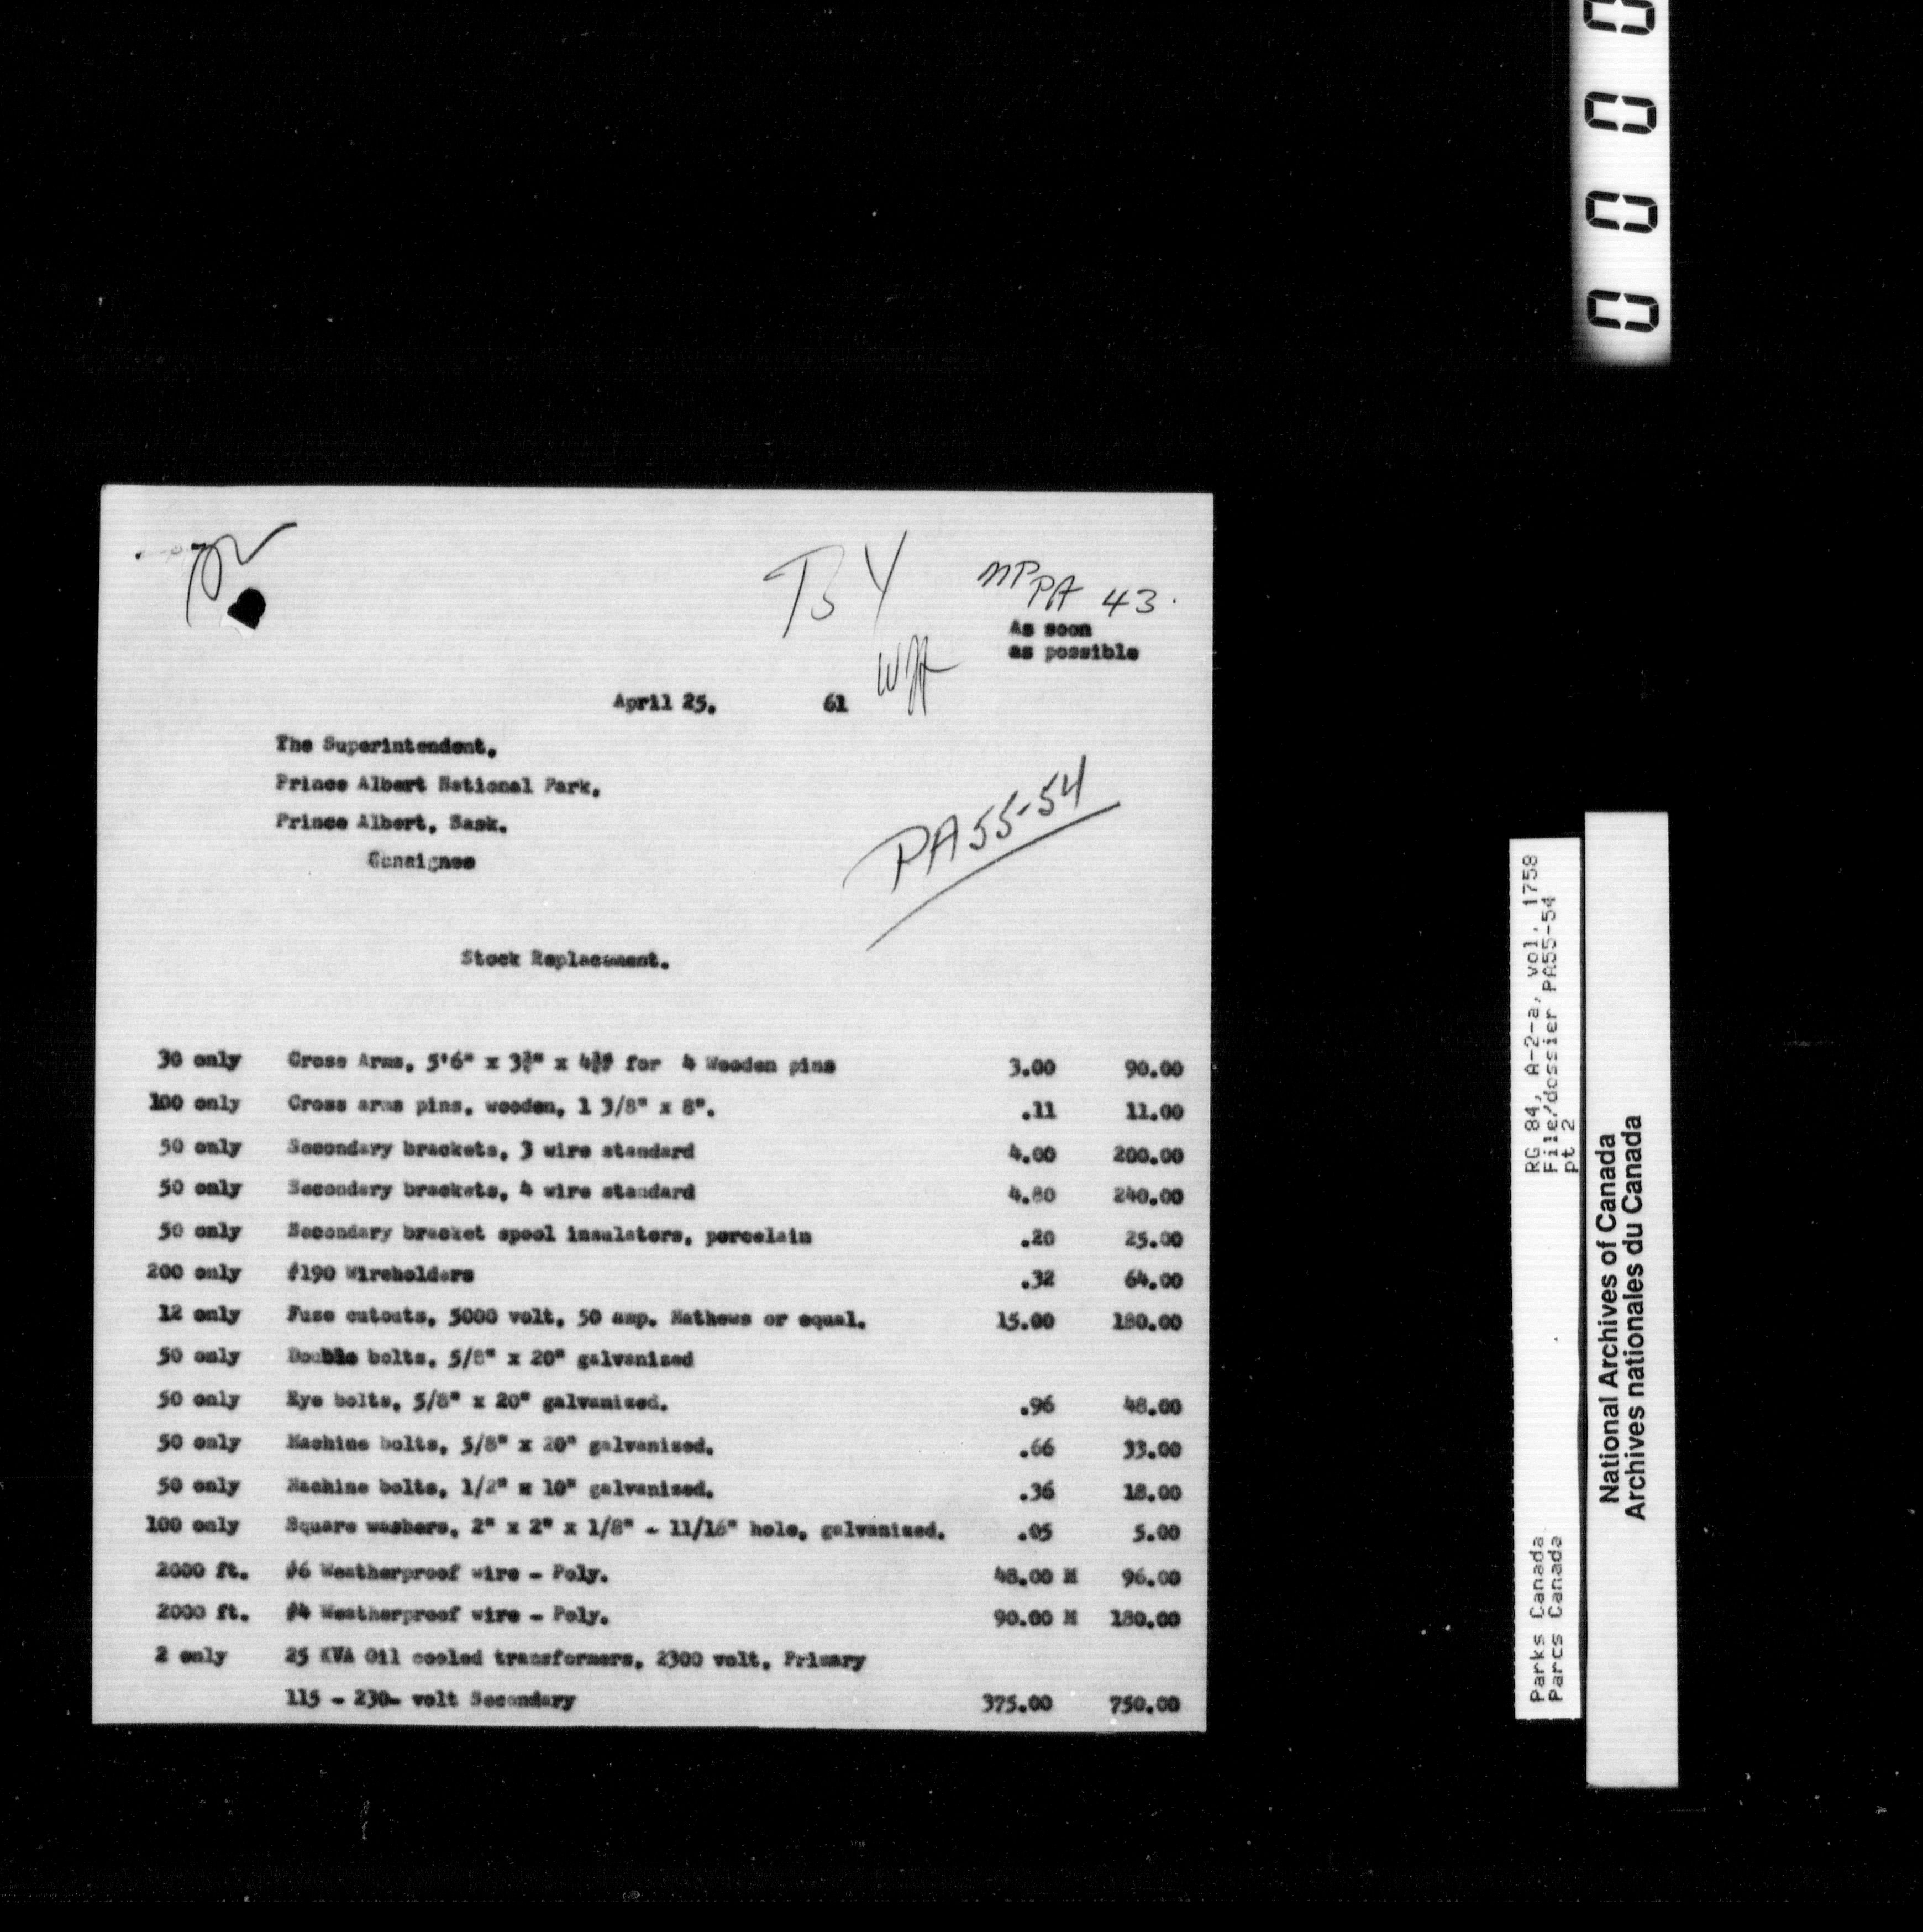 0 0 0 0
TB Y
MPPA 43.
As soon
as possible
April 25, 61
The Superintendent,
Prince Albert National Park,
Prince Albert, Sask.
Consignee
PA 55-54
Stock Replacement.
30 only Cross Arms, 5'6" x 3¾" x 4¾" for 4 Wooden pins 3.00 90.00
100 only Cross arms pins, wooden, 1 3/8" x 8". .11 11.00
50 only Secondary brackets, 3 wire standard 4.00 200.00
50 only Secondary brackets, 4 wire standard 4.80 240.00
50 only Secondary bracket spool insulators, porcelain .20 25.00
200 only #190 Wireholders .32 64.00
12 only Fuse cutouts, 5000 volt, 50 amp. Mathews or equal. 15.00 180.00
50 only Double bolts, 5/8" x 20" galvanized
50 only Eye bolts, 5/8" x 20" galvanized. .96 48.00
50 only Machine bolts, 5/8" x 20" galvanized. .66 33.00
50 only Machine bolts, 1/2" x 10" galvanized. .36 18.00
100 only Square washers, 2" x 2" x 1/8" - 11/16" hole, galvanized. .05 5.00
2000 ft. #6 Weatherproof wire - Poly. 48.00 M 96.00
2000 ft. #4 Weatherproof wire - Poly. 90.00 M 180.00
2 only 25 KVA Oil cooled transformers, 2300 volt, Primary
115 - 230- volt Secondary 375.00 750.00
Parks Canada RG 84, A-2-a, vol. 1758
Parcs Canada File/dossier PA55-54
pt 2
National Archives of Canada
Archives nationales du Canada